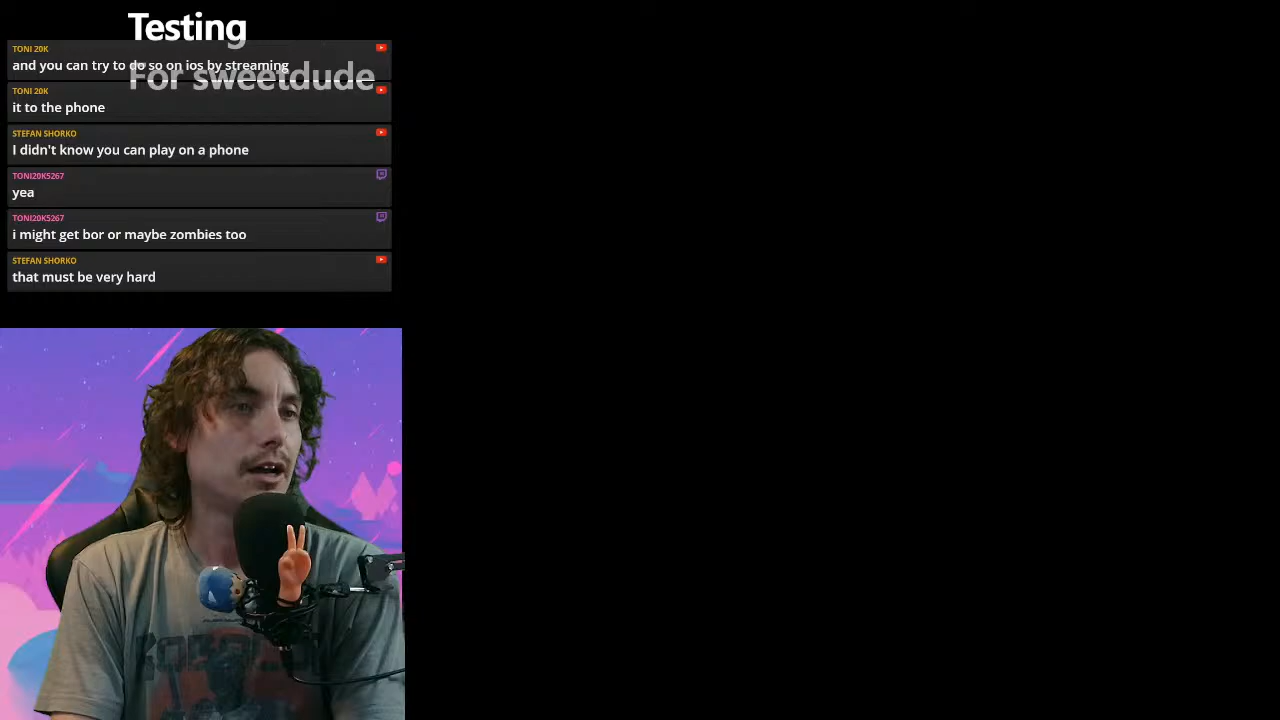 Testing
For sweetdude
TONI 20K
and you can try to do so on ios by streaming
TONI 20K
it to the phone
STEFAN SHORKO
I didn't know you can play on a phone
TONI20K5267
yea
TONI20K5267
i might get bor or maybe zombies too
STEFAN SHORKO
that must be very hard